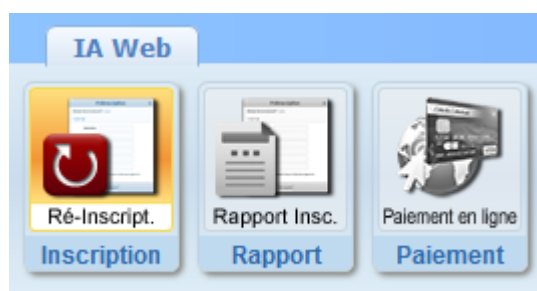 IA Web
Ré-Inscript.
Rapport Insc.
Paiement en ligne
Inscription
Rapport
Paiement